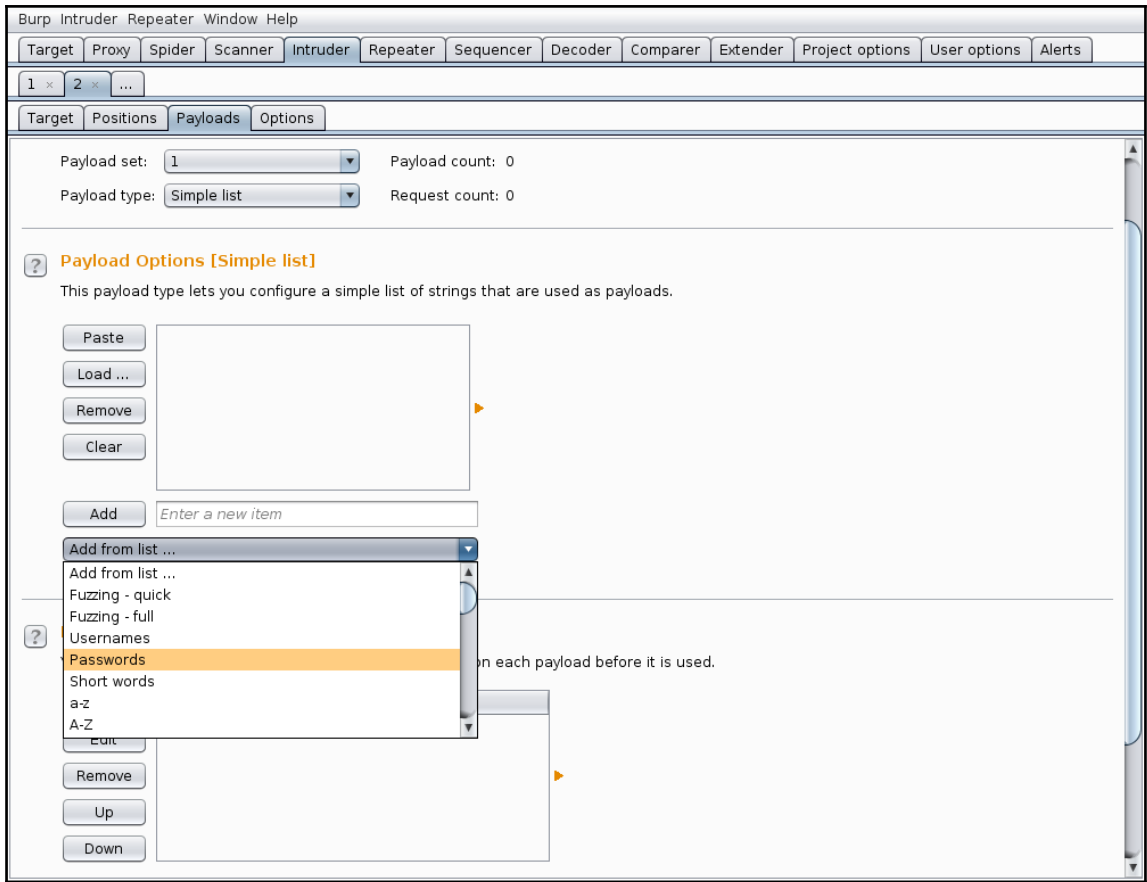 Burp Intruder Repeater Window Help
Target Proxy Spider Scanner Intruder Repeater Sequencer Decoder Comparer Extender Project options User options Alerts
1 × 2 × ...
Target Positions Payloads Options
Payload set: 1 Payload count: 0
Payload type: Simple list Request count: 0
? Payload Options [Simple list]
This payload type lets you configure a simple list of strings that are used as payloads.
Paste
Load ...
Remove
Clear
Add Enter a new item
Add from list ...
Add from list ...
Fuzzing - quick
Fuzzing - full
Usernames
?
Passwords on each payload before it is used.
Short words
a-z
A-Z
Edit
Remove
Up
Down